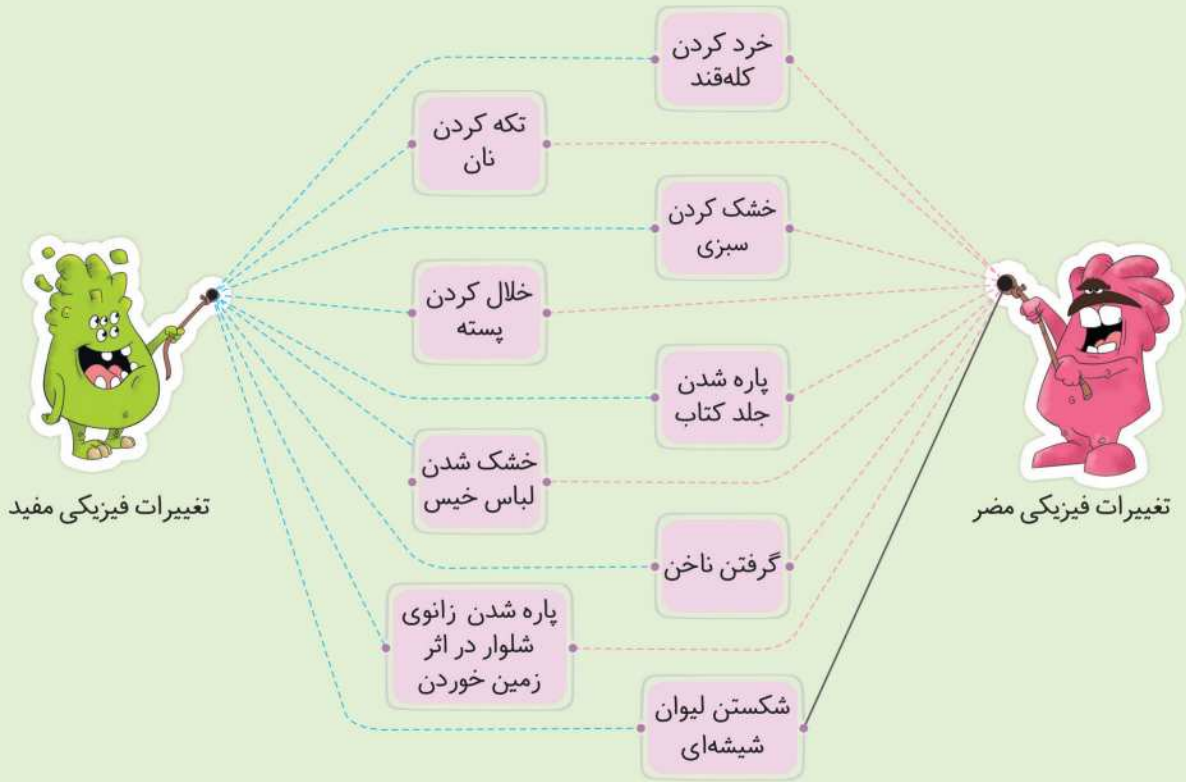 خرد کردن
کله‌قند
تکه کردن
نان
خشک کردن
سبزی
خلال کردن
پسته
پاره شدن
جلد کتاب
خشک شدن
لباس خیس
گرفتن ناخن
پاره شدن زانوی
شلوار در اثر
زمین خوردن
شکستن لیوان
شیشه‌ای
تغییرات فیزیکی مضر
تغییرات فیزیکی مفید